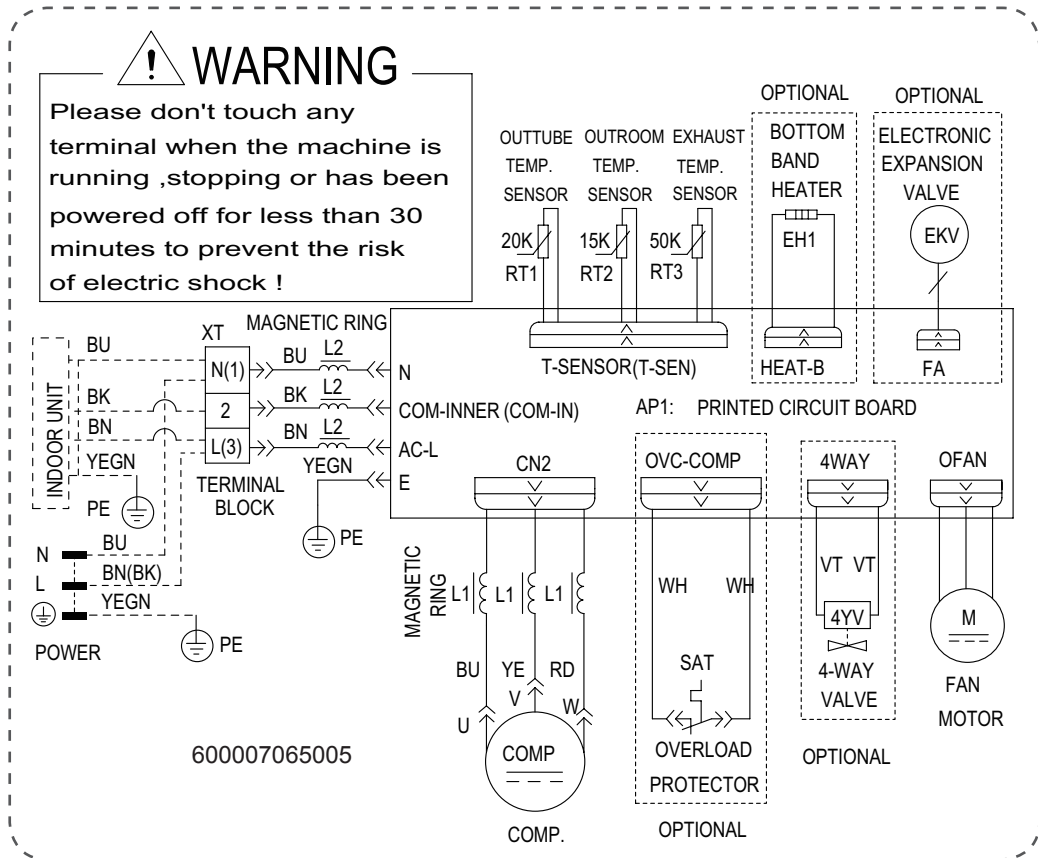 WARNING
Please don't touch any
terminal when the machine is
running ,stopping or has been
powered off for less than 30
minutes to prevent the risk
of electric shock !
OUTTUBE
TEMP.
SENSOR
20K
RT1
OUTROOM
TEMP.
SENSOR
15K
RT2
EXHAUST
TEMP.
SENSOR
50K
RT3
T-SENSOR(T-SEN)
OPTIONAL
BOTTOM
BAND
HEATER
EH1
HEAT-B
OPTIONAL
ELECTRONIC
EXPANSION
VALVE
EKV
FA
INDOOR UNIT
BU
BK
BN
YEGN
PE
XT
N(1)
2
L(3)
TERMINAL
BLOCK
MAGNETIC RING
BU
L2
N
BK
L2
COM-INNER (COM-IN)
BN
L2
AC-L
YEGN
E
PE
AP1: PRINTED CIRCUIT BOARD
N
BU
L
BN(BK)
YEGN
PE
POWER
CN2
MAGNETIC
RING
L1
L1
L1
BU
YE
RD
U
V
W
COMP
COMP.
OVC-COMP
WH
WH
SAT
OVERLOAD
PROTECTOR
OPTIONAL
4WAY
VT
VT
4YV
4-WAY
VALVE
OPTIONAL
OFAN
M
FAN
MOTOR
600007065005